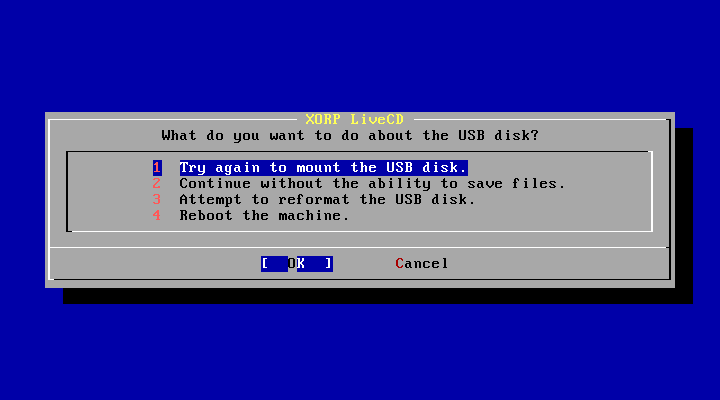 XORP LiveCD
What do you want to do about the USB disk?
1 Try again to mount the USB disk.
2 Continue without the ability to save files.
3 Attempt to reformat the USB disk.
4 Reboot the machine.
[ OK ] Cancel